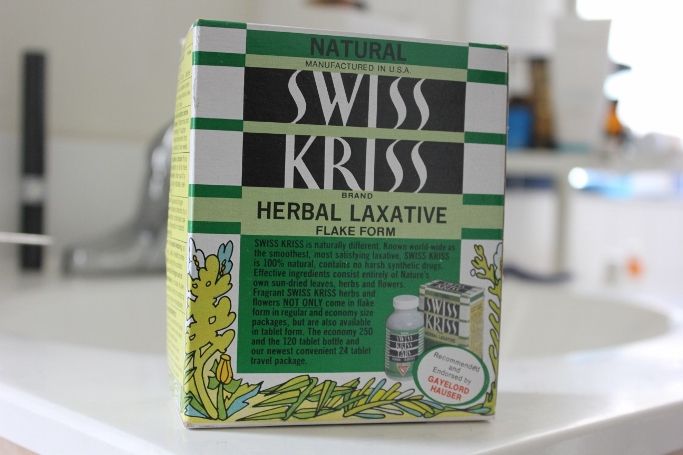 NATURAL
MANUFACTURED IN U.S.A
SWISS
KRISS
BRAND
HERBAL LAXATIVE
FLAKE FORM
SWISS KRISS is naturally different. Known world-wide as
the smoothest, most satisfying laxative, SWISS KRISS
is 100% natural, contains no harsh synthetic drugs.
Effective ingredients consist entirely of Nature's
own sun-dried leaves, herbs and flowers.
Fragrant SWISS KRISS herbs and
flowers NOT ONLY come in flake
form in regular and economy size
packages, but are also available
in tablet form. The economy 250
and the 120 tablet bottle and
our newest convenient 24 tablet
travel package.
SWISS
KRISS
SWISS
KRISS
TABS
Recommended
and
Endorsed by
GAYELORD
HAUSER